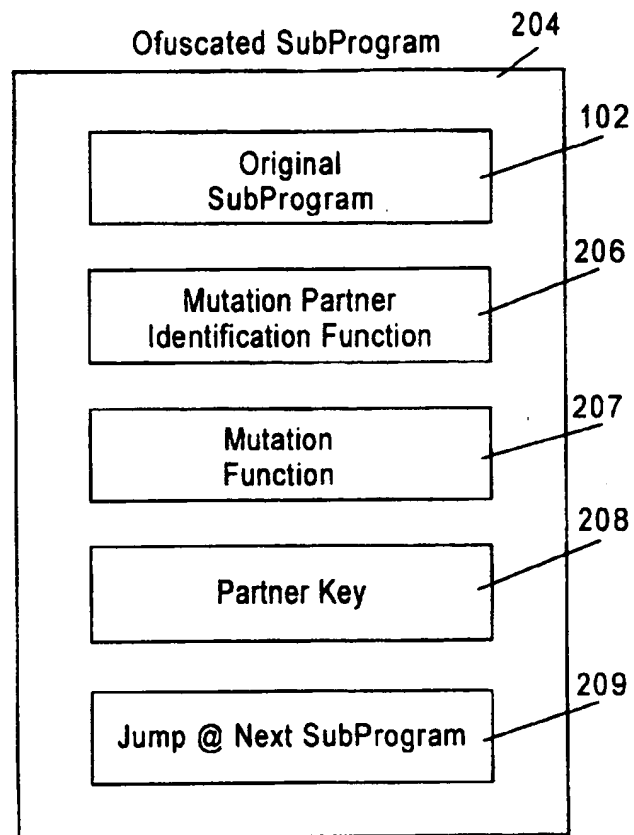 Ofuscated SubProgram
204
Original
SubProgram
102
Mutation Partner
Identification Function
206
Mutation
Function
207
Partner Key
208
Jump @ Next SubProgram
209